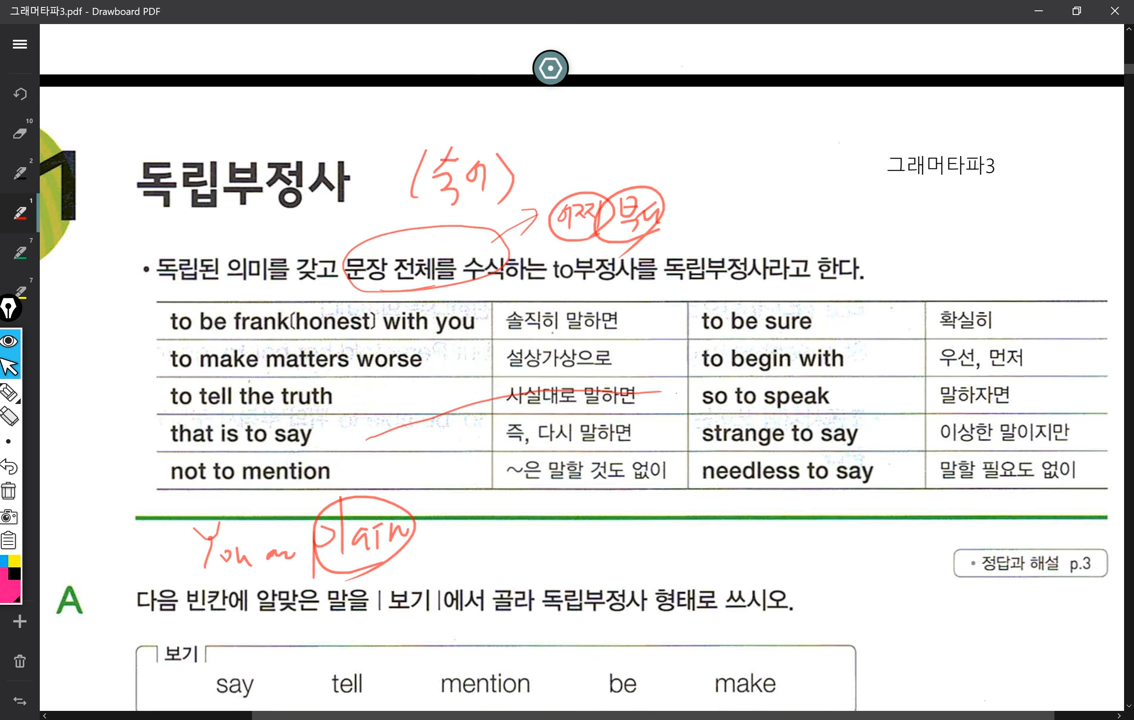 그래머타파3.pdf - Drawboard PDF
10
2
1
7
7
1
독립부정사
(숙어)
그래머타파3
• 독립된 의미를 갖고 문장 전체를 수식하는 to부정사를 독립부정사라고 한다.
to be frank(honest) with you 솔직히 말하면 to be sure 확실히
to make matters worse 설상가상으로 to begin with 우선, 먼저
to tell the truth 사실대로 말하면 so to speak 말하자면
that is to say 즉, 다시 말하면 strange to say 이상한 말이지만
not to mention ～은 말할 것도 없이 needless to say 말할 필요도 없이
You are plain
• 정답과 해설 p.3
A 다음 빈칸에 알맞은 말을 | 보기 |에서 골라 독립부정사 형태로 쓰시오.
보기
say tell mention be make